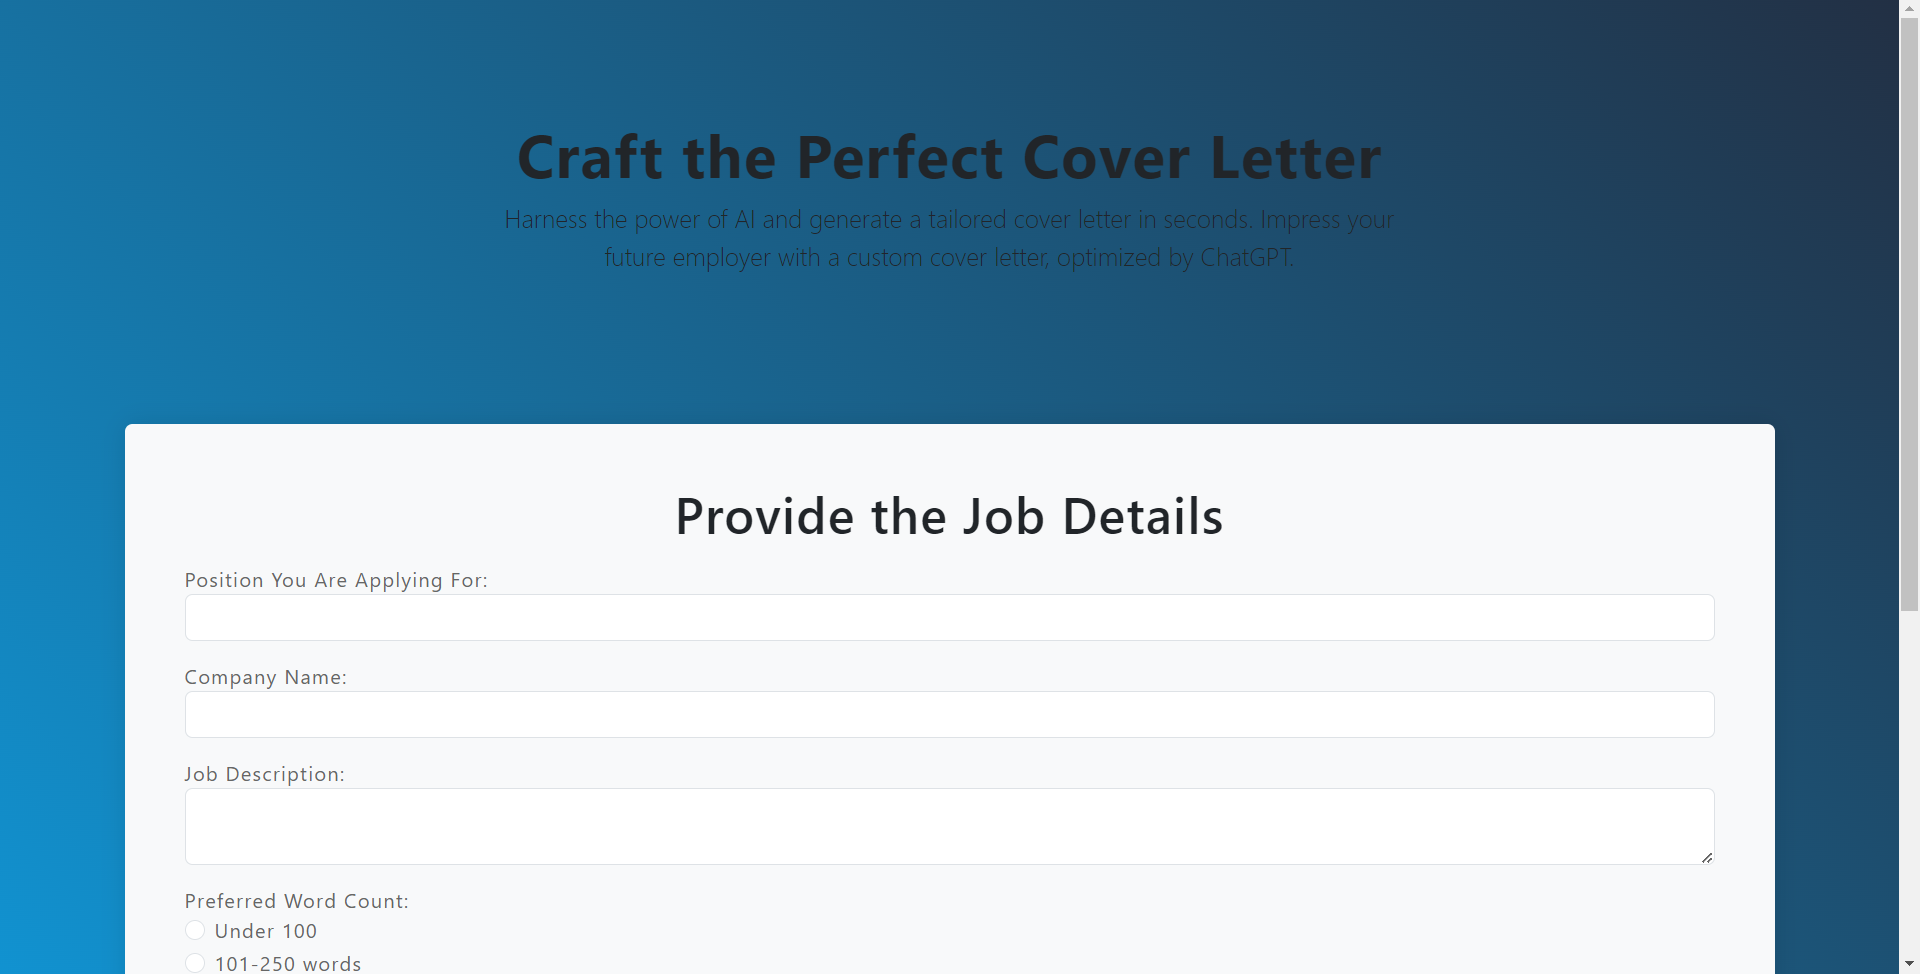 Craft the Perfect Cover Letter
Harness the power of AI and generate a tailored cover letter in seconds. Impress your
future employer with a custom cover letter, optimized by ChatGPT.
Provide the Job Details
Position You Are Applying For:
Company Name:
Job Description:
Preferred Word Count:
Under 100
101-250 words